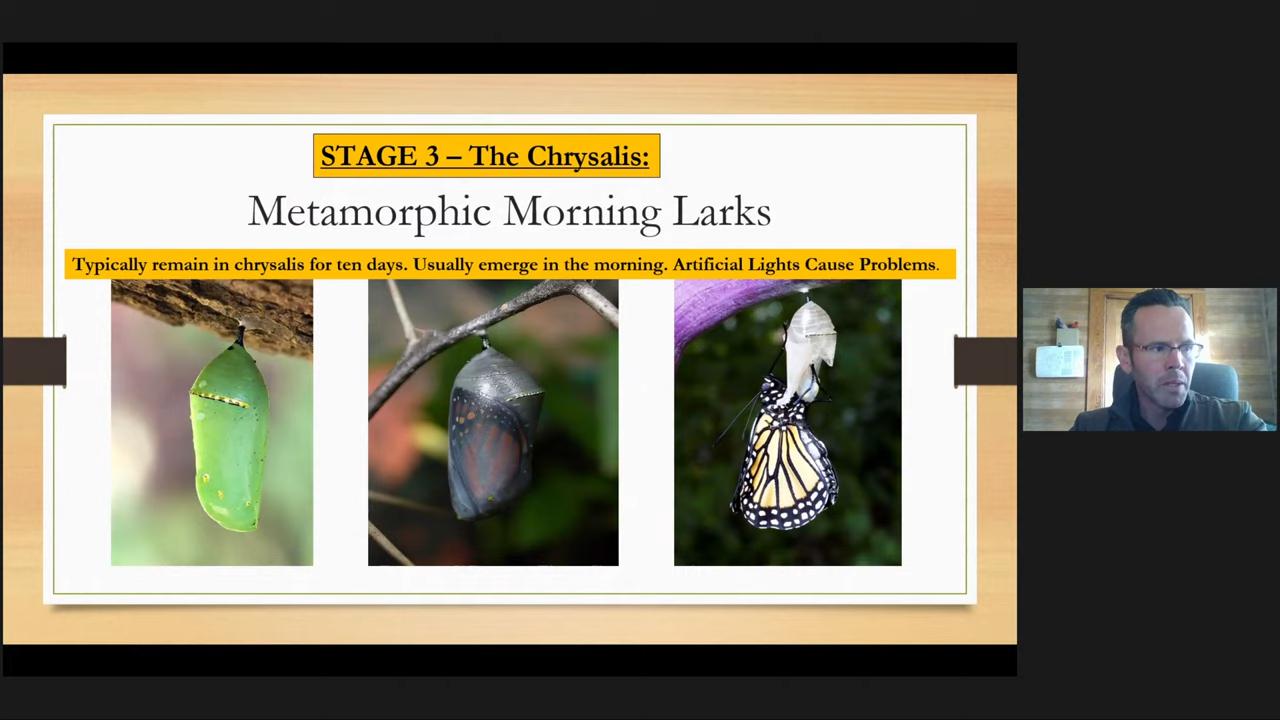 STAGE 3 – The Chrysalis:
Metamorphic Morning Larks
Typically remain in chrysalis for ten days. Usually emerge in the morning. Artificial Lights Cause Problems.